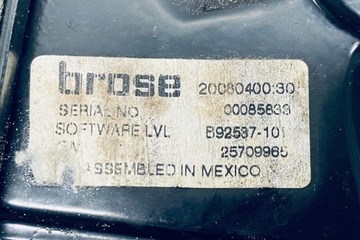 brose 20080400:30
SERIAL NO 00085833
SOFTWARE LVL B92537-101
25709965
ASSEMBLED IN MEXICO